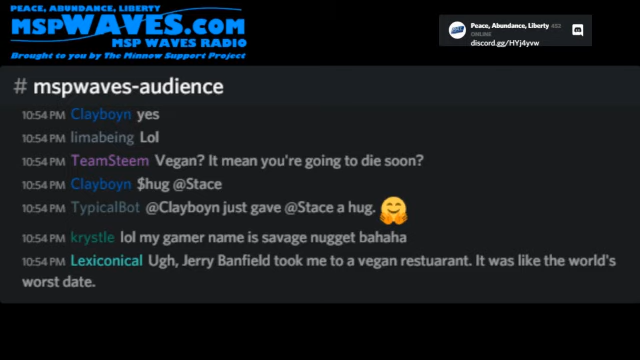 PEACE, ABUNDANCE, LIBERTY
MSPWAVES.COM
MSP WAVES RADIO
Brought to you by The Minnow Support Project
Peace, Abundance, Liberty 452
ONLINE
discord.gg/HYj4yvw
# mspwaves-audience
10:54 PM Clayboyn yes
10:54 PM limabeing Lol
10:54 PM TeamSteem Vegan? It mean you're going to die soon?
10:54 PM Clayboyn $hug @Stace
10:54 PM TypicalBot @Clayboyn just gave @Stace a hug. 🤗
10:54 PM krystle lol my gamer name is savage nugget bahaha
10:54 PM Lexiconical Ugh, Jerry Banfield took me to a vegan restuarant. It was like the world's
worst date.